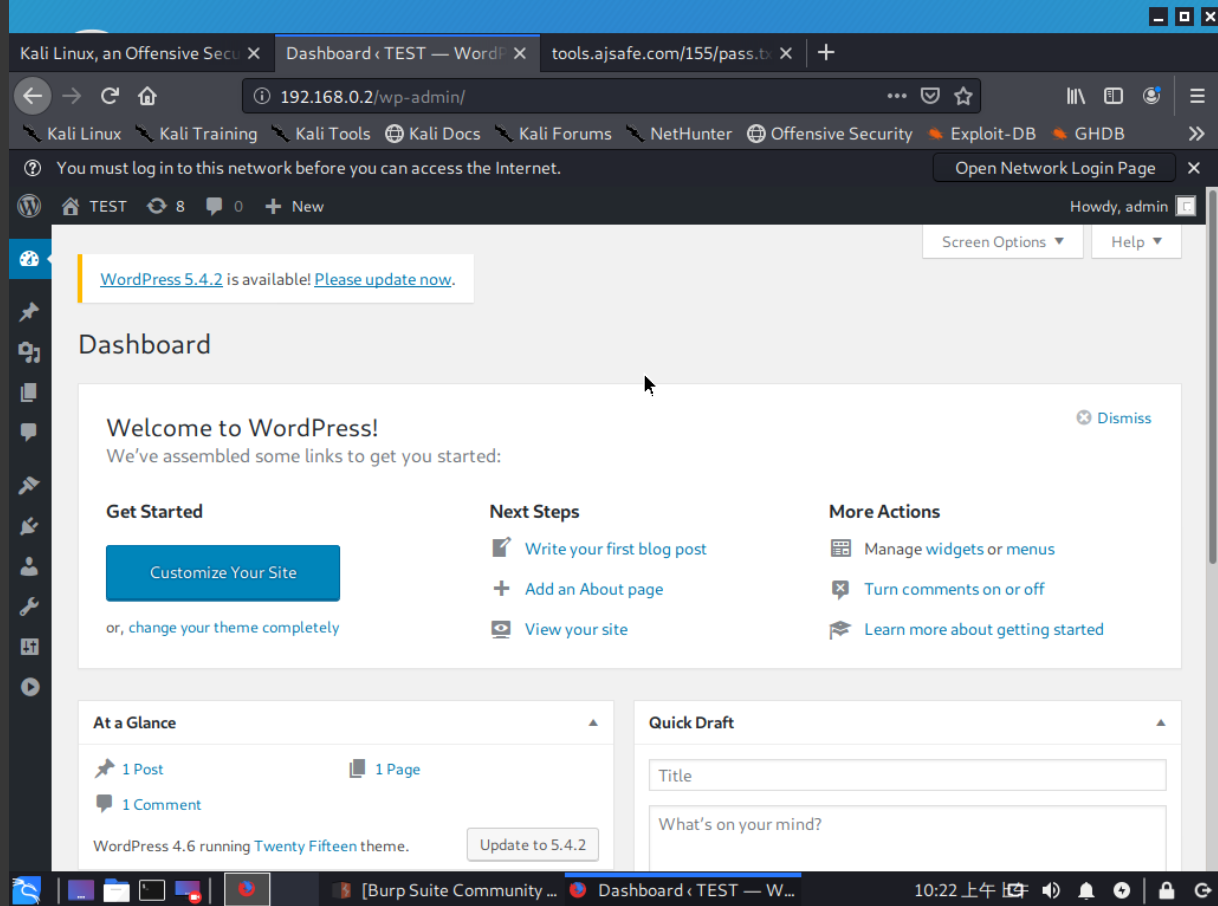 Kali Linux, an Offensive Secu
Dashboard ‹ TEST — WordP
tools.ajsafe.com/155/pass.tx
192.168.0.2/wp-admin/
Kali Linux Kali Training Kali Tools Kali Docs Kali Forums NetHunter Offensive Security Exploit-DB GHDB
You must log in to this network before you can access the Internet. Open Network Login Page
TEST 8 0 + New Howdy, admin
Screen Options Help
WordPress 5.4.2 is available! Please update now.
Dashboard
Welcome to WordPress!
Dismiss
We've assembled some links to get you started:
Get Started
Customize Your Site
or, change your theme completely
Next Steps
Write your first blog post
Add an About page
View your site
More Actions
Manage widgets or menus
Turn comments on or off
Learn more about getting started
At a Glance
1 Post 1 Page
1 Comment
WordPress 4.6 running Twenty Fifteen theme. Update to 5.4.2
Quick Draft
Title
What's on your mind?
[Burp Suite Community ... Dashboard ‹ TEST — W... 10:22 上午